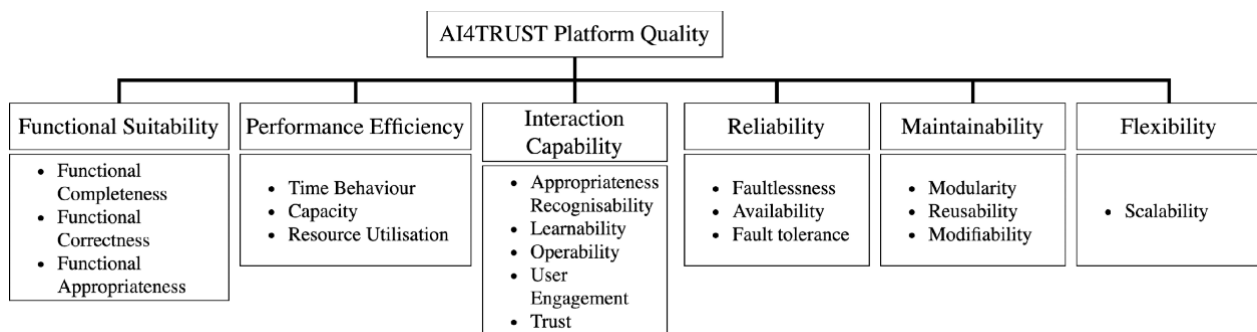 AI4TRUST Platform Quality
Functional Suitability
• Functional
Completeness
• Functional
Correctness
• Functional
Appropriateness
Performance Efficiency
• Time Behaviour
• Capacity
• Resource Utilisation
Interaction
Capability
• Appropriateness
Recognisability
• Learnability
• Operability
• User
Engagement
• Trust
Reliability
• Faultlessness
• Availability
• Fault tolerance
Maintainability
• Modularity
• Reusability
• Modifiability
Flexibility
• Scalability